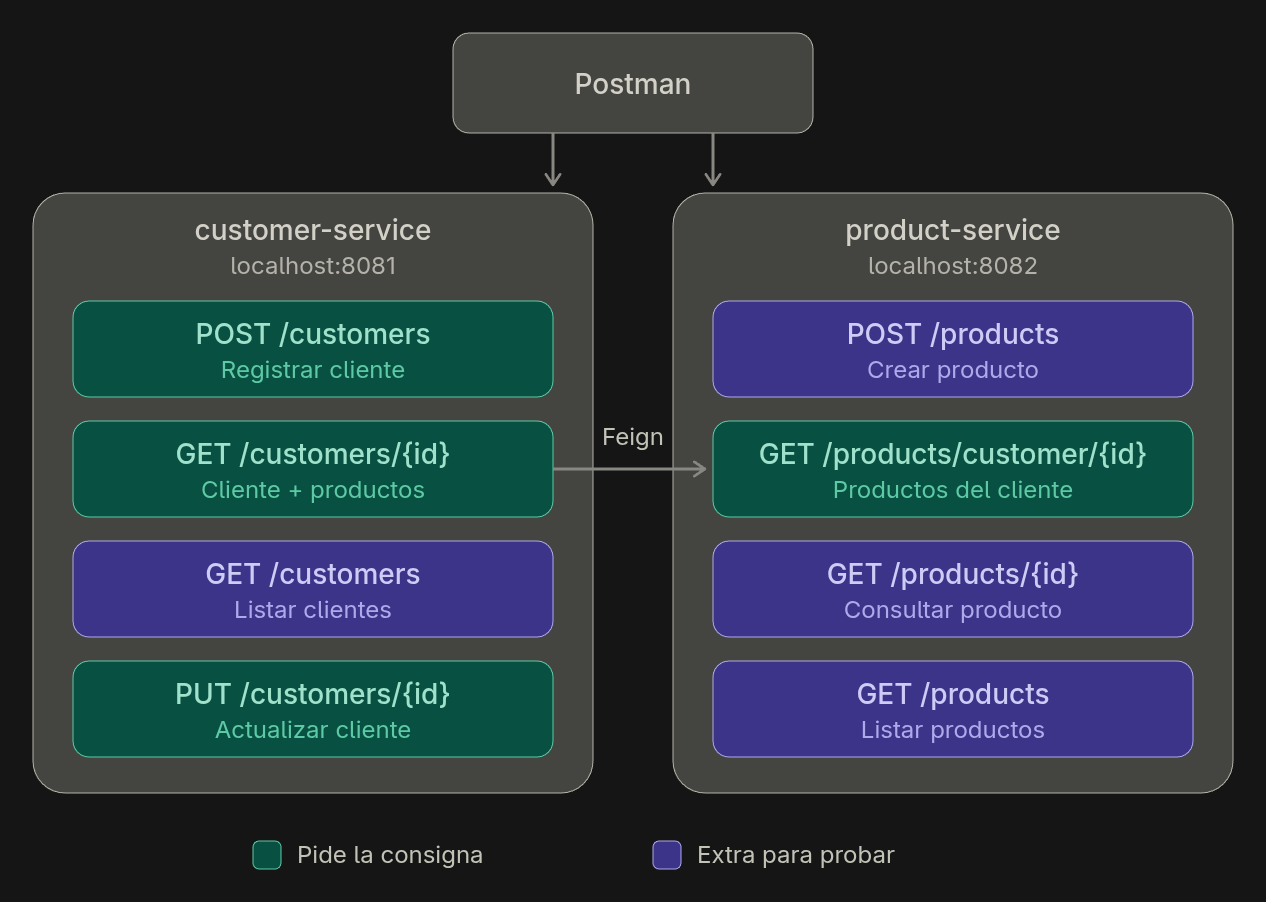 Postman
customer-service
localhost:8081
POST /customers
Registrar cliente
GET /customers/{id}
Cliente + productos
GET /customers
Listar clientes
PUT /customers/{id}
Actualizar cliente
Feign
product-service
localhost:8082
POST /products
Crear producto
GET /products/customer/{id}
Productos del cliente
GET /products/{id}
Consultar producto
GET /products
Listar productos
Pide la consigna
Extra para probar